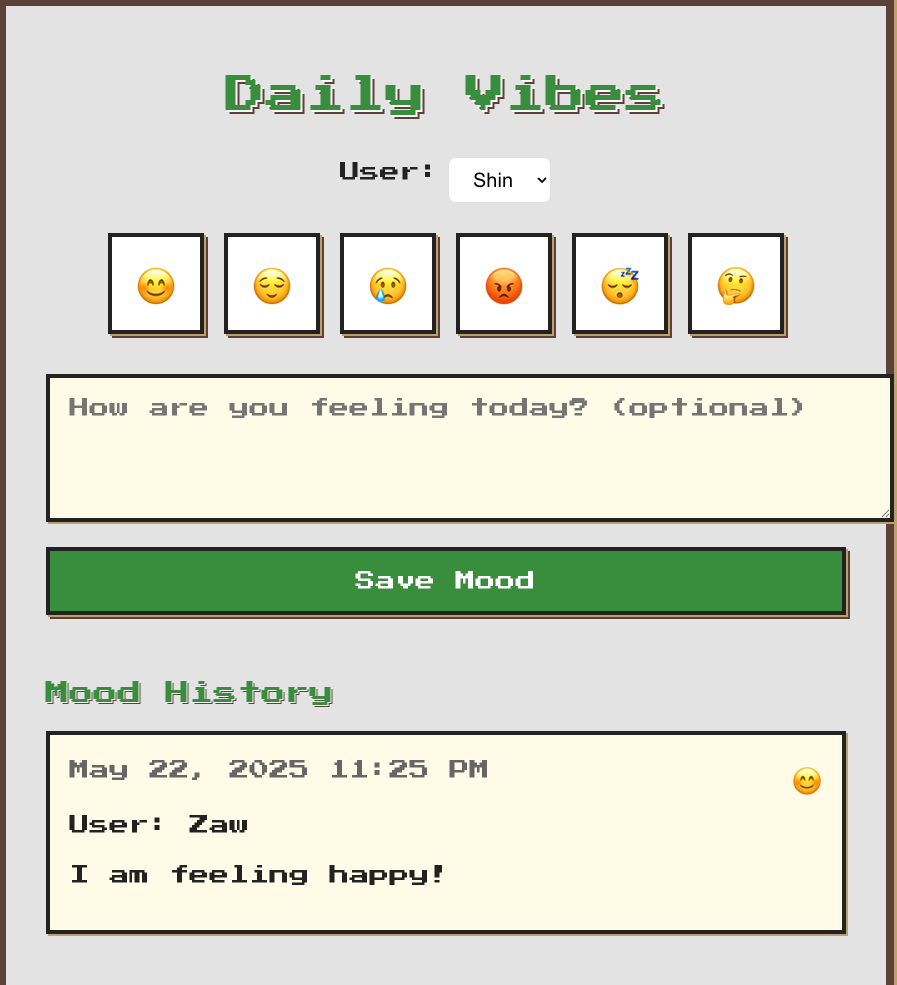 Daily Vibes
User: Shin
How are you feeling today? (optional)
Save Mood
Mood History
May 22, 2025 11:25 PM
User: Zaw
I am feeling happy!